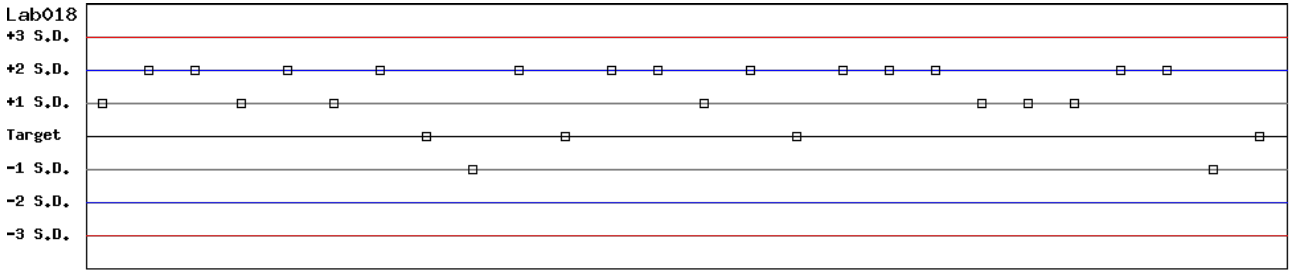 Lab018
+3 S.D.
+2 S.D.
+1 S.D.
Target
-1 S.D.
-2 S.D.
-3 S.D.